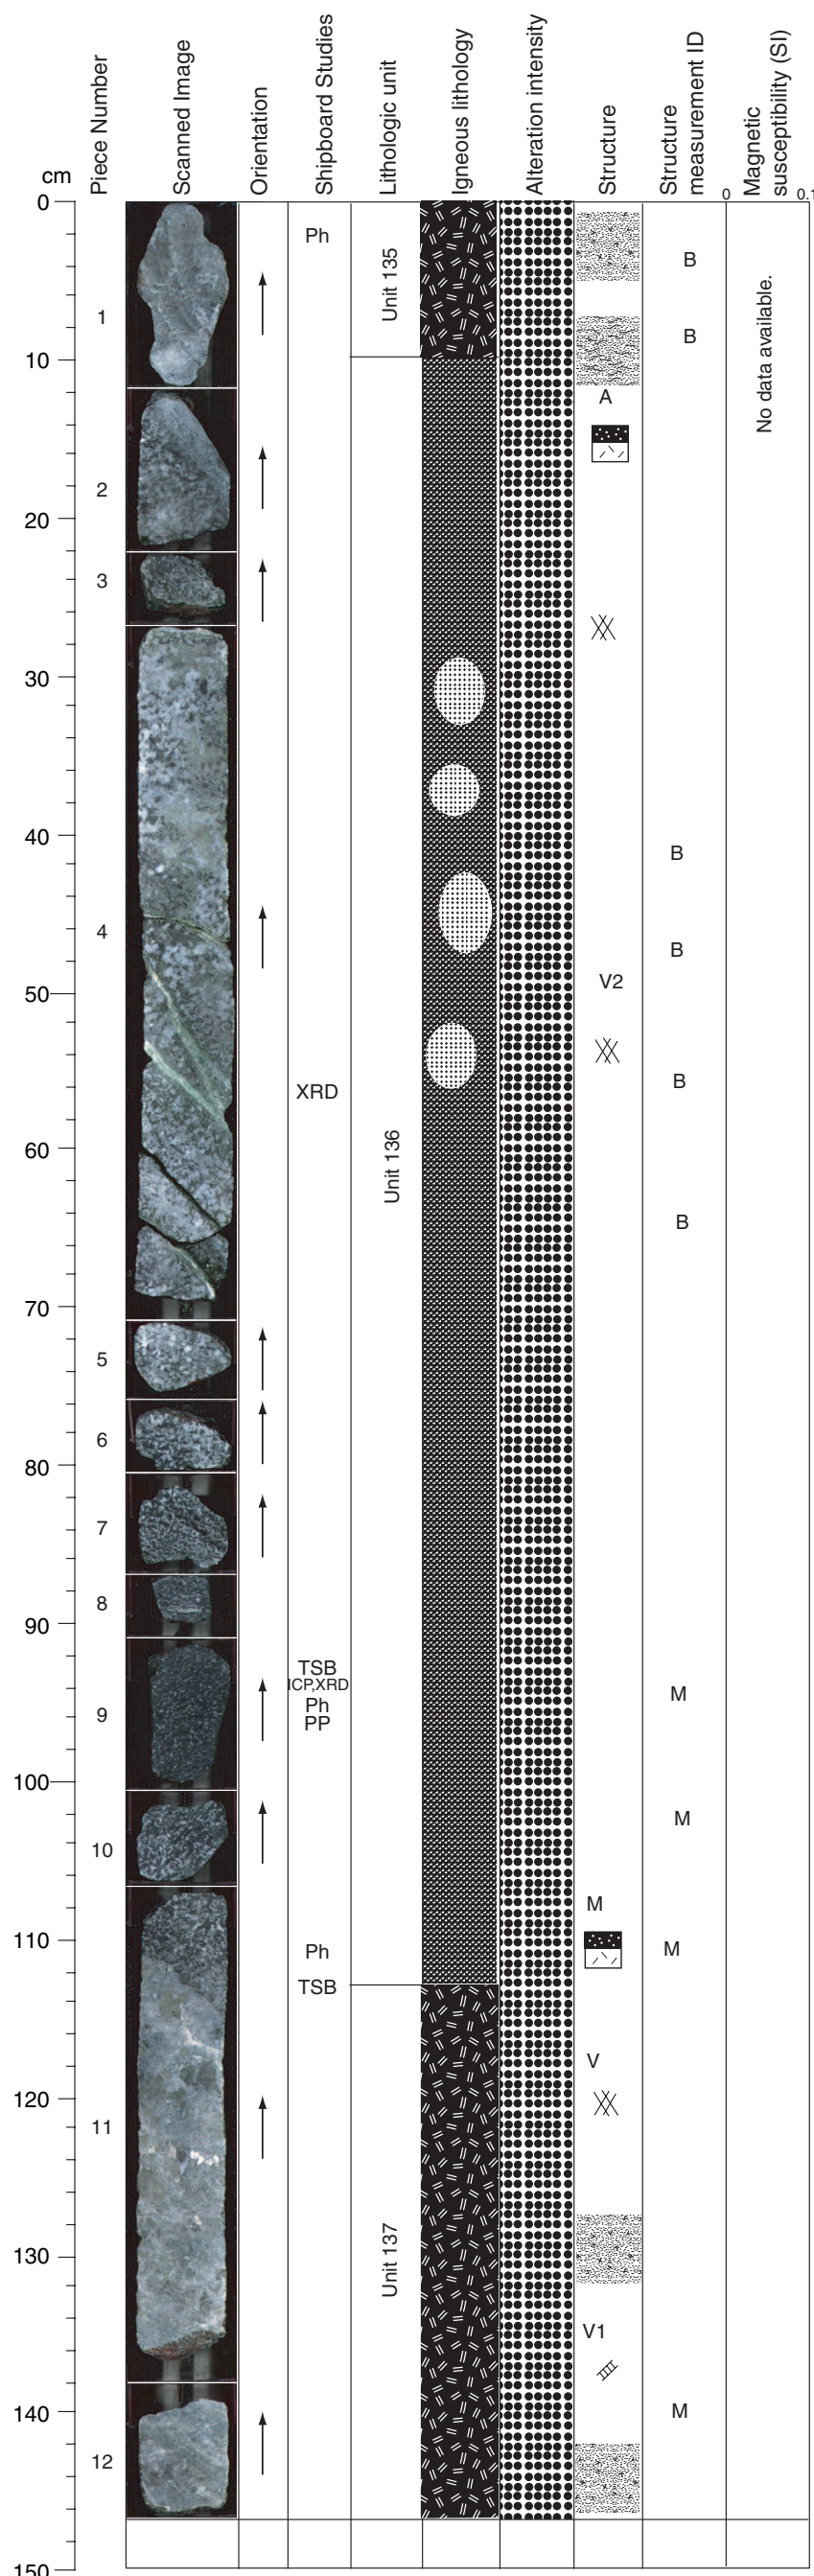 cm
Piece Number
Scanned Image
Orientation
Shipboard Studies
Lithologic unit
Igneous lithology
Alteration intensity
Structure
Structure
measurement ID
Magnetic
susceptibility (SI)
0
0.1
0
Ph
Unit 135
B
No data available.
1
B
10
A
2
20
3
30
40
B
4
B
50
V2
XRD
B
60
Unit 136
B
70
5
6
80
7
8
90
TSB
ICP,XRD
Ph
PP
M
9
100
M
10
M
110
Ph
M
TSB
V
120
11
130
Unit 137
V1
140
M
12
150